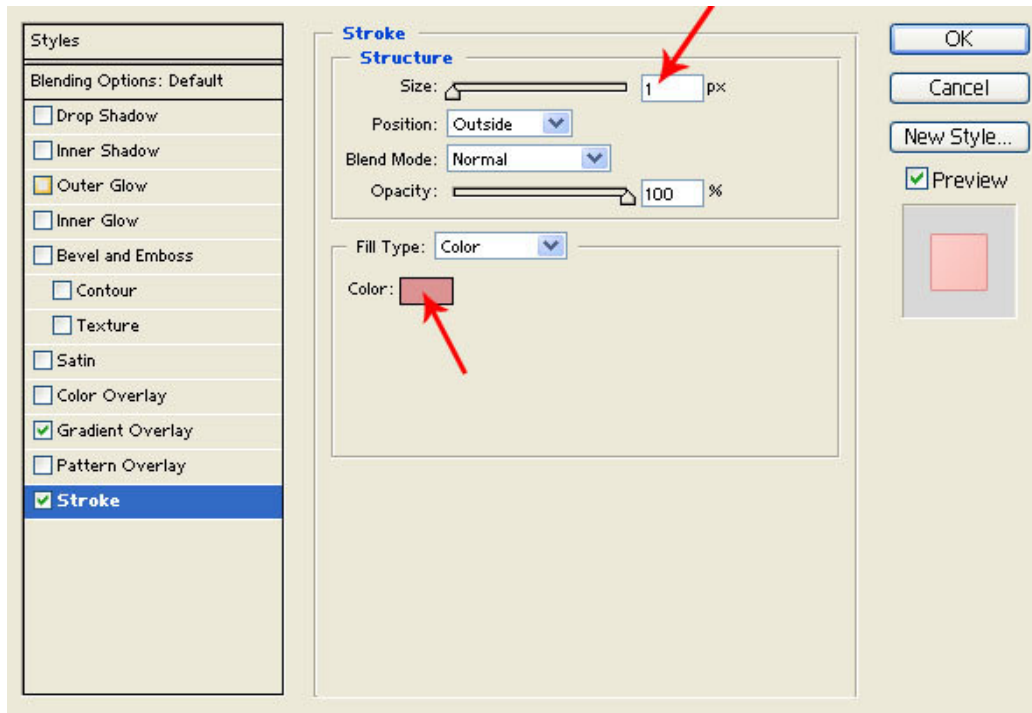 Styles
Blending Options: Default
Drop Shadow
Inner Shadow
Outer Glow
Inner Glow
Bevel and Emboss
Contour
Texture
Satin
Color Overlay
Gradient Overlay
Pattern Overlay
Stroke
Stroke
Structure
Size: 1 px
Position: Outside
Blend Mode: Normal
Opacity: 100 %
Fill Type: Color
Color:
OK
Cancel
New Style...
Preview